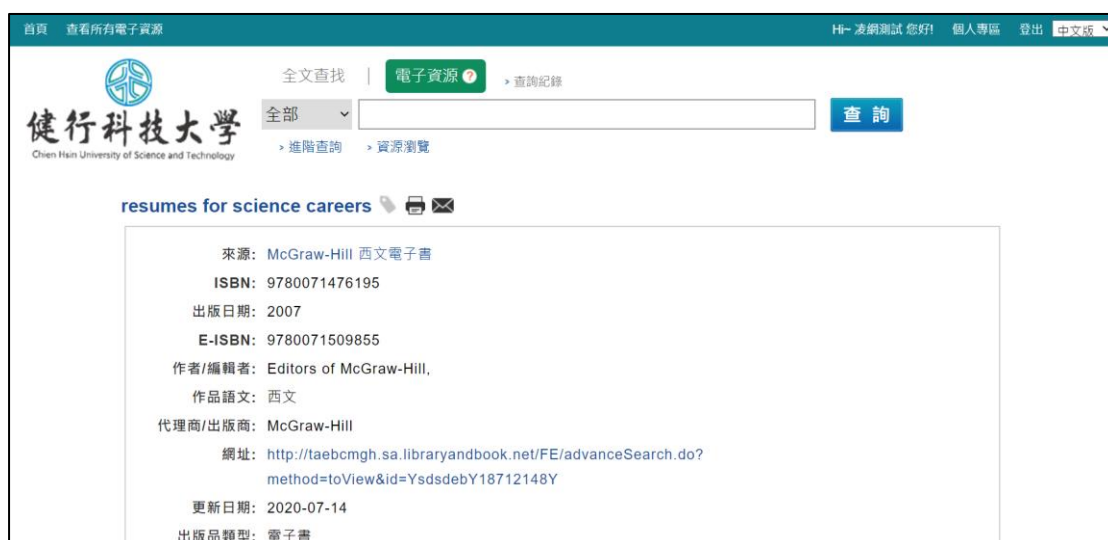 首頁 查看所有電子資源 Hi~ 凌網測試 您好! 個人專區 登出 中文版
全文查找 | 電子資源 ? › 查詢紀錄
健行科技大學
Chien Hsin University of Science and Technology
全部 查詢
› 進階查詢 › 資源瀏覽
resumes for science careers
來源: McGraw-Hill 西文電子書
ISBN: 9780071476195
出版日期: 2007
E-ISBN: 9780071509855
作者/編輯者: Editors of McGraw-Hill,
作品語文: 西文
代理商/出版商: McGraw-Hill
網址: http://taebcmgh.sa.libraryandbook.net/FE/advanceSearch.do?
method=toView&id=YsdsdebY18712148Y
更新日期: 2020-07-14
出版品類型: 電子書